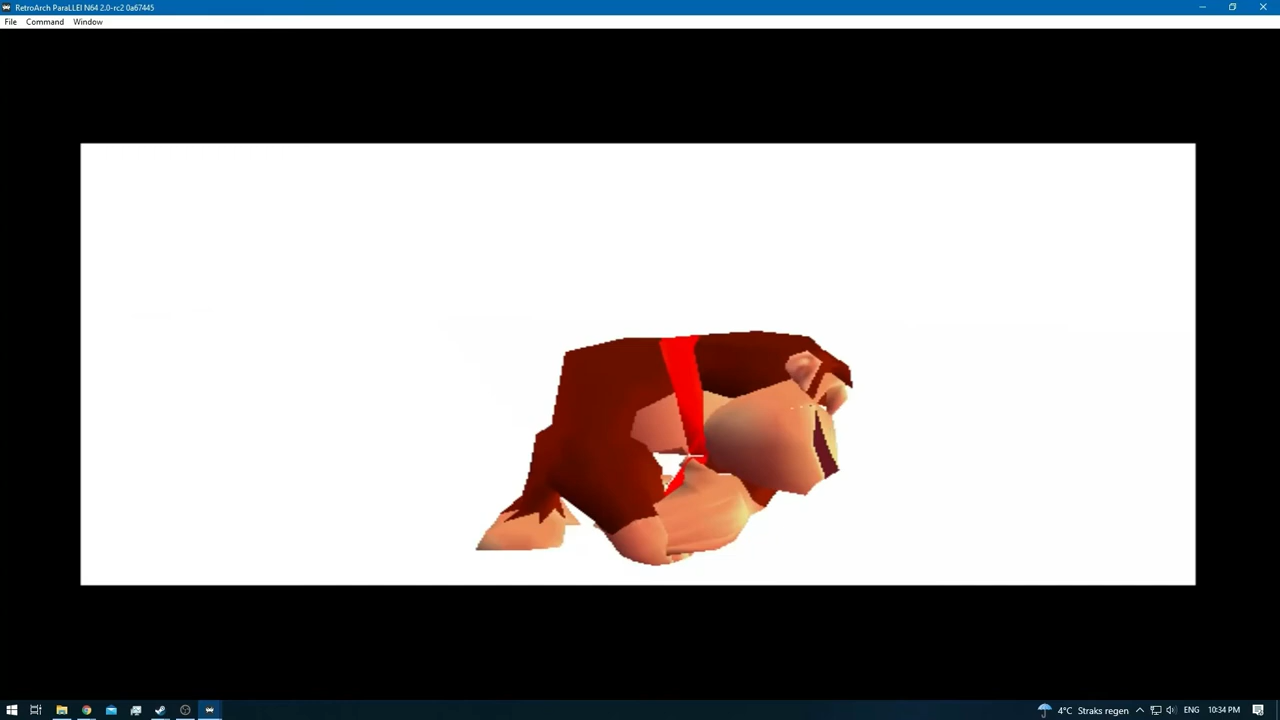 RetroArch ParaLLEl N64 2.0-rc2 0a67445
File Command Window
4°C Straks regen ENG 10:34 PM